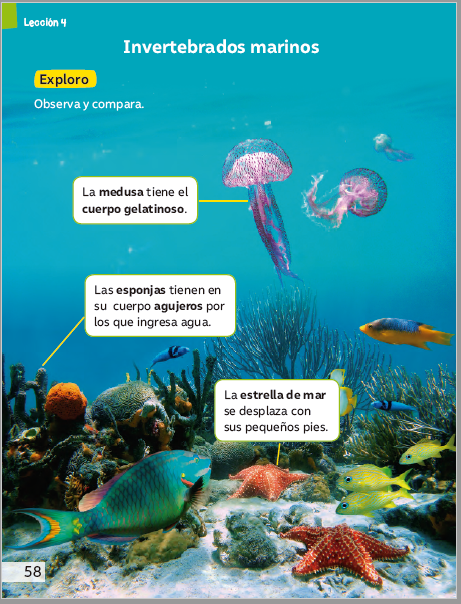 Lección 4
Invertebrados marinos
Exploro
Observa y compara.
La medusa tiene el
cuerpo gelatinoso.
Las esponjas tienen en
su cuerpo agujeros por
los que ingresa agua.
La estrella de mar
se desplaza con
sus pequeños pies.
58